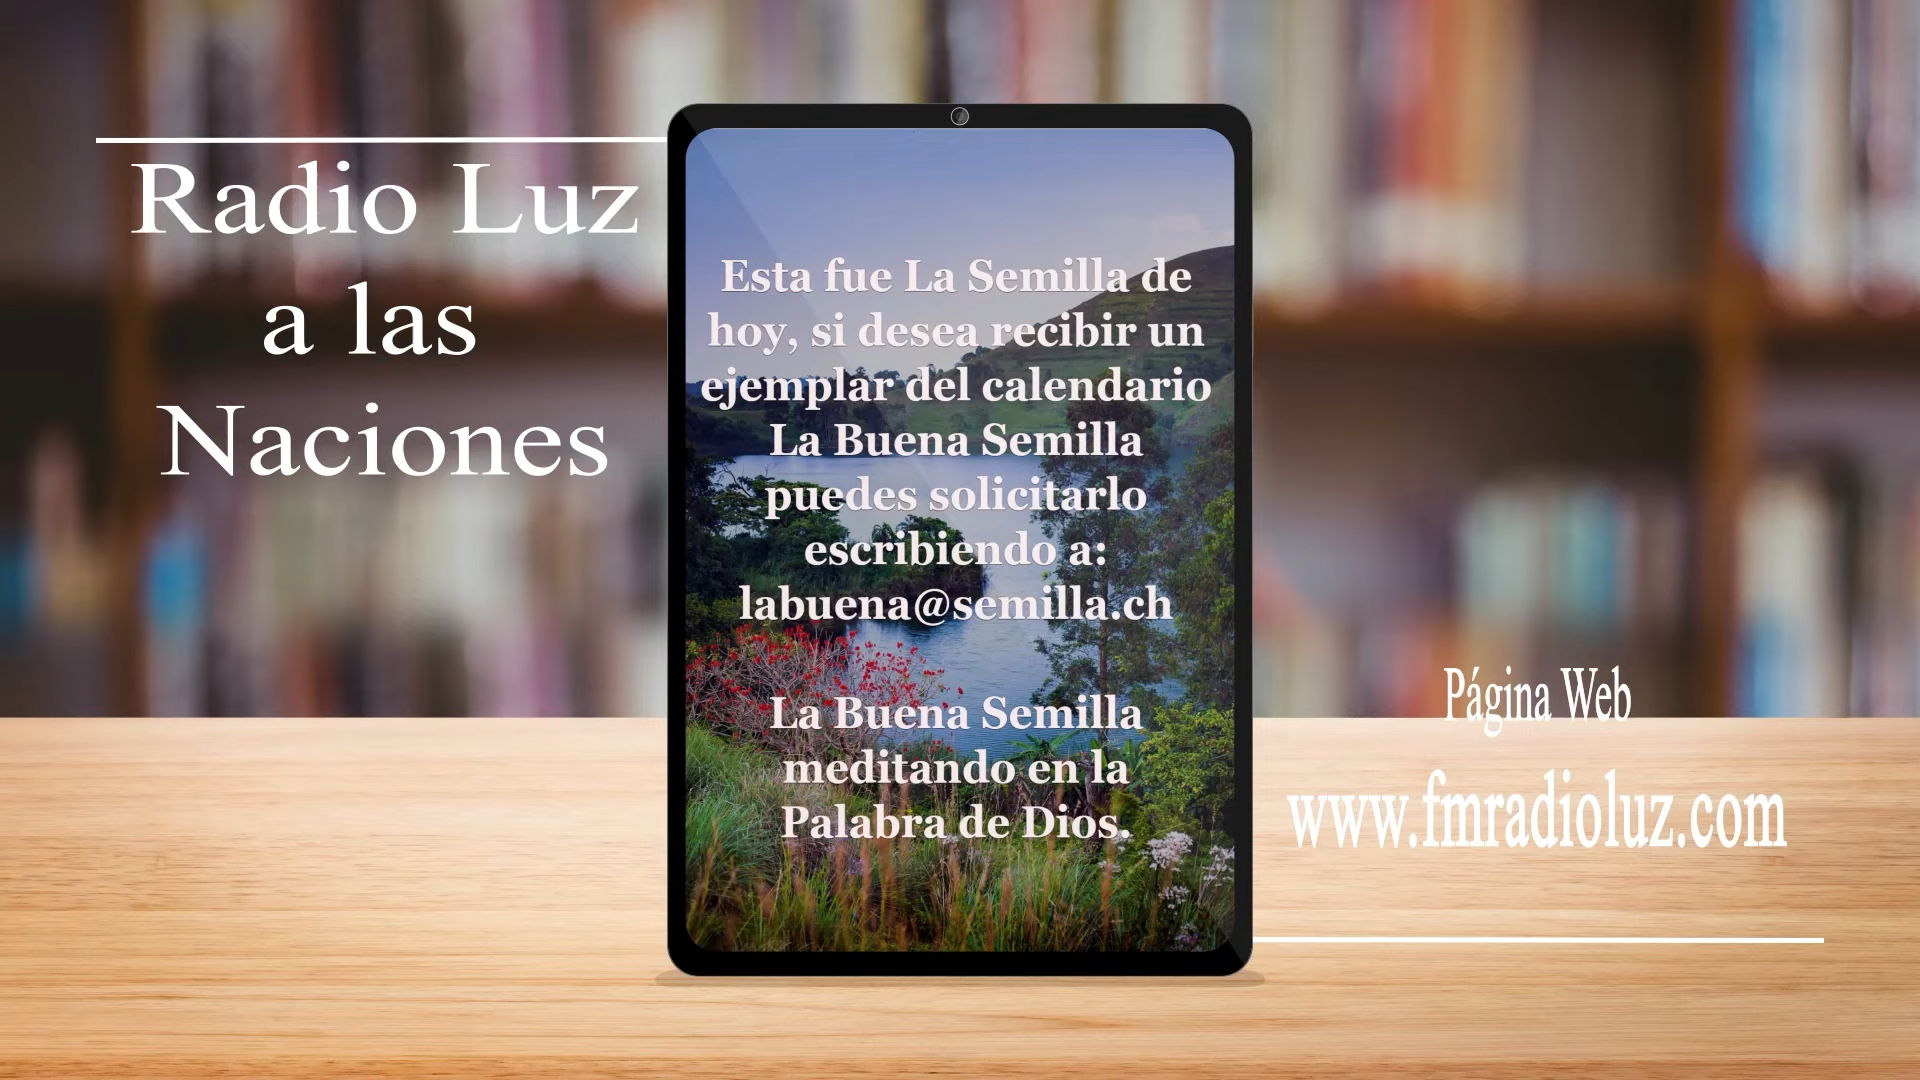 Radio Luz
a las
Naciones
Esta fue La Semilla de
hoy, si desea recibir un
ejemplar del calendario
La Buena Semilla
puedes solicitarlo
escribiendo a:
labuena@semilla.ch
La Buena Semilla
meditando en la
Palabra de Dios.
Página Web
www.fmradioluz.com